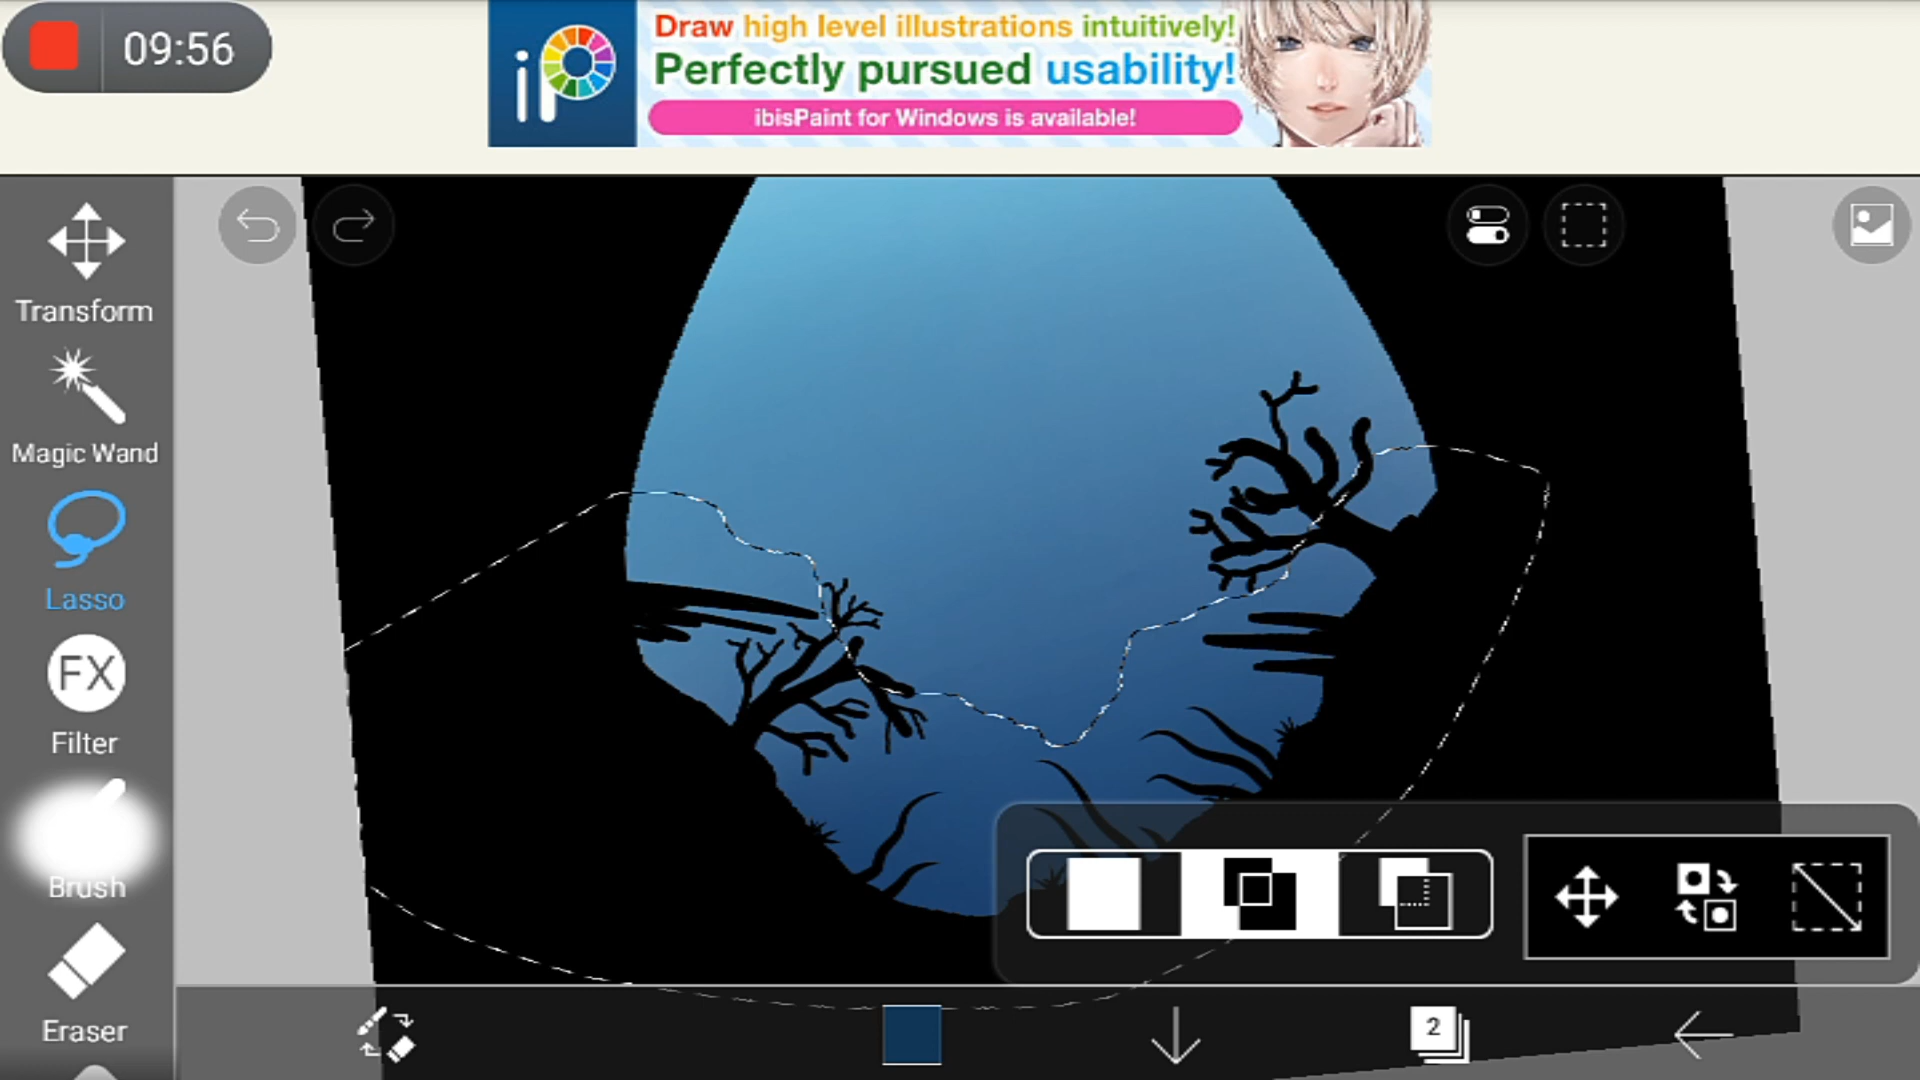 09:56
iP
Draw high level illustrations intuitively!
Perfectly pursued usability!
ibisPaint for Windows is available!
Transform
Magic Wand
Lasso
FX
Filter
Brush
Eraser
2